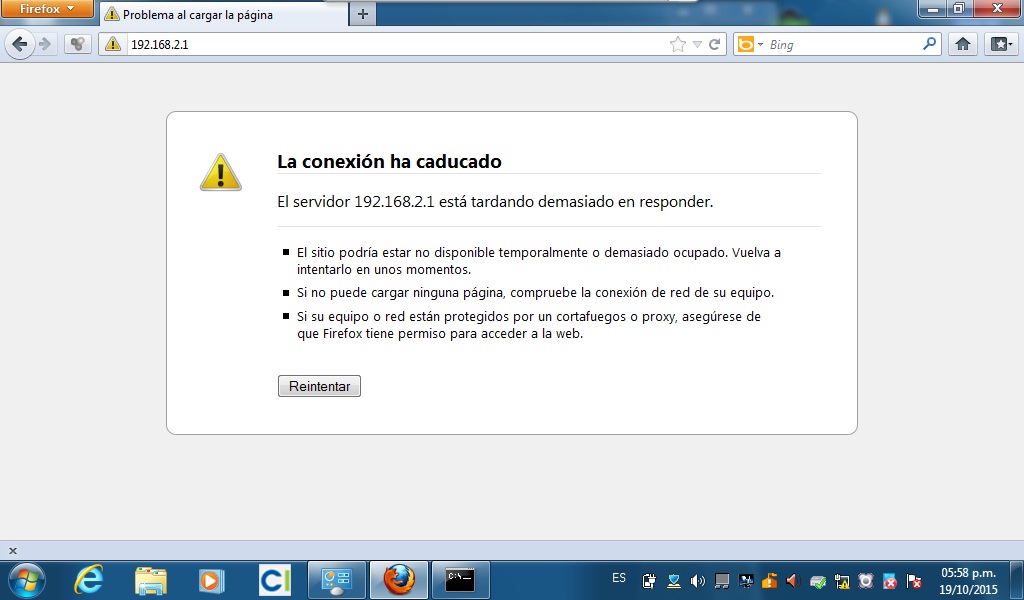 Firefox
Problema al cargar la página
192.168.2.1
Bing
La conexión ha caducado
El servidor 192.168.2.1 está tardando demasiado en responder.
El sitio podría estar no disponible temporalmente o demasiado ocupado. Vuelva a
intentarlo en unos momentos.
Si no puede cargar ninguna página, compruebe la conexión de red de su equipo.
Si su equipo o red están protegidos por un cortafuegos o proxy, asegúrese de
que Firefox tiene permiso para acceder a la web.
Reintentar
CI
C:\
ES
05:58 p.m.
19/10/2015